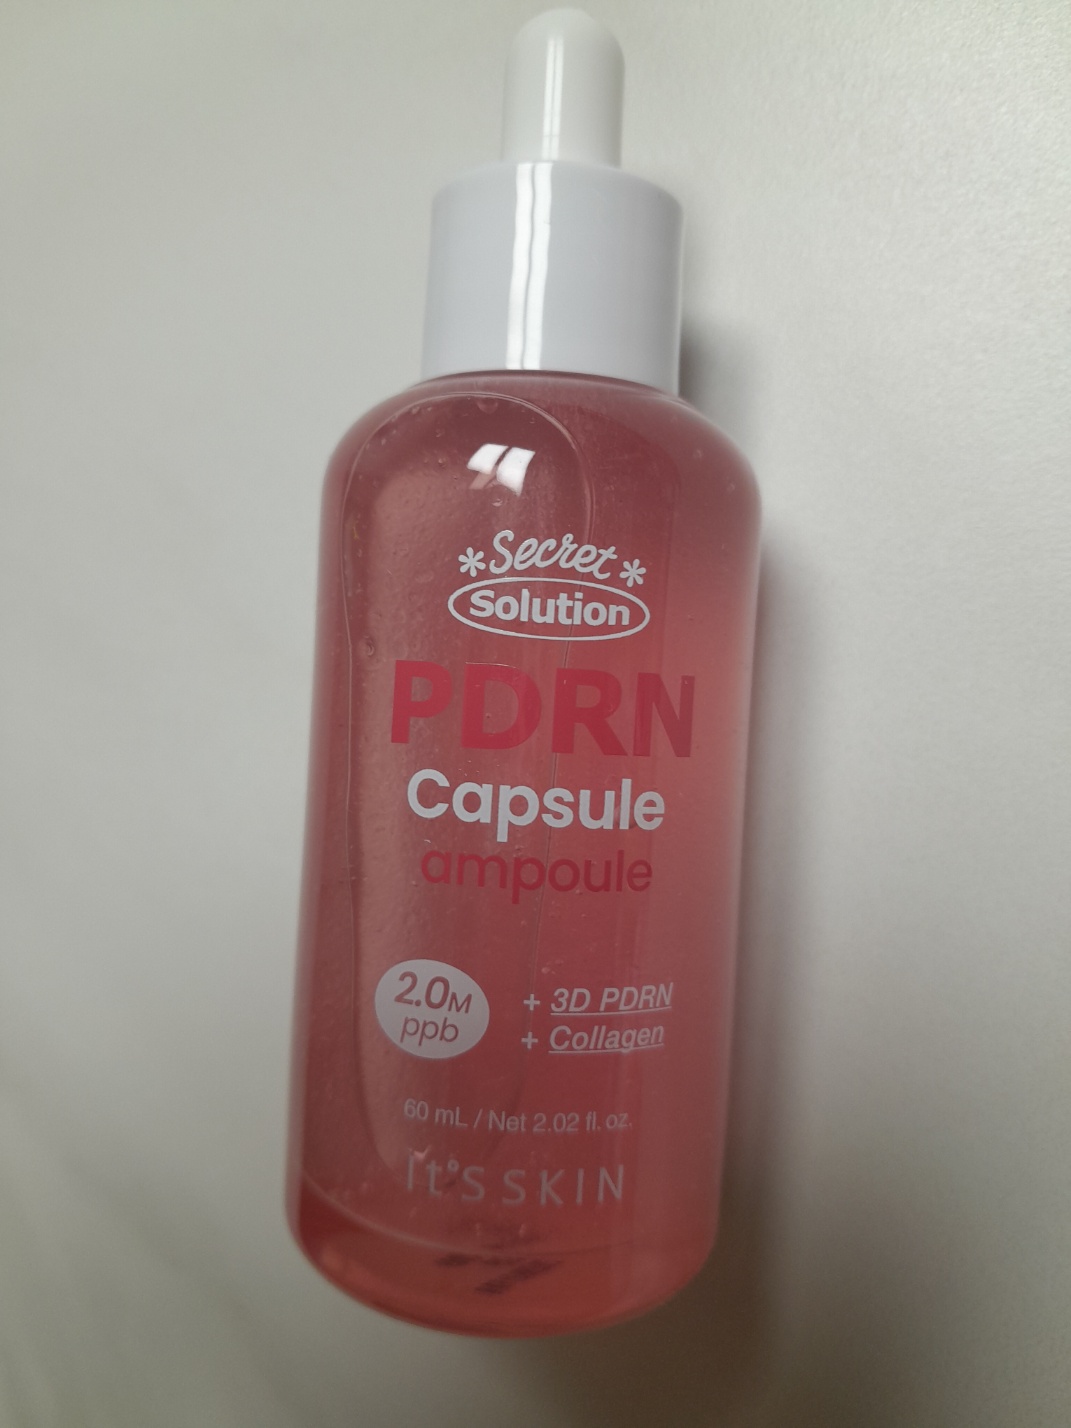 *Secret*
Solution
PDRN
Capsule
ampoule
2.0M
ppb
+ 3D PDRN
+ Collagen
60 mL / Net 2.02 fl. oz.
It'S SKIN